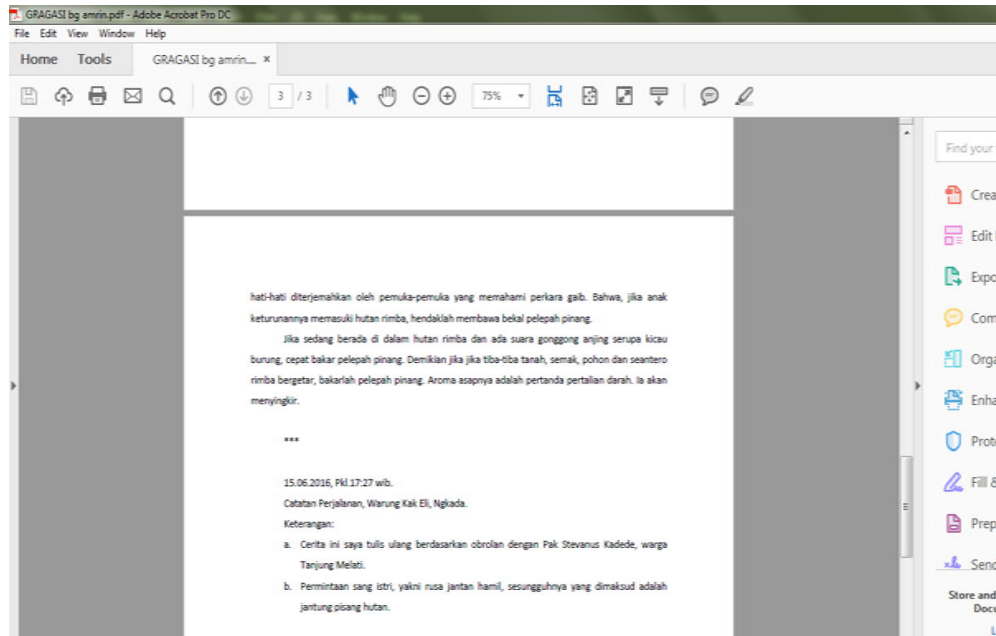 GRAGASI bg amrin.pdf - Adobe Acrobat Pro DC
File Edit View Window Help
Home Tools GRAGASI bg amrin.... ×
3 / 3 75%
Find your
Crea
Edit
Expo
Com
Orga
Enha
Prot
Fill &
Prep
Send
Store and
Docu
hati-hati diterjemahkan oleh pemuka-pemuka yang memahami perkara gaib. Bahwa, jika anak
keturunannya memasuki hutan rimba, hendaklah membawa bekal pelepah pinang.
Jika sedang berada di dalam hutan rimba dan ada suara gonggong anjing serupa kicau
burung, cepat bakar pelepah pinang. Demikian jika jika tiba-tiba tanah, semak, pohon dan seantero
rimba bergetar, bakarlah pelepah pinang. Aroma asapnya adalah pertanda pertalian darah. Ia akan
menyingkir.
***
15.06.2016, Pkl.17:27 wib.
Catatan Perjalanan, Warung Kak Eli, Ngkada.
Keterangan:
a. Cerita ini saya tulis ulang berdasarkan obrolan dengan Pak Stevanus Kadede, warga
Tanjung Melati.
b. Permintaan sang istri, yakni rusa jantan hamil, sesungguhnya yang dimaksud adalah
jantung pisang hutan.